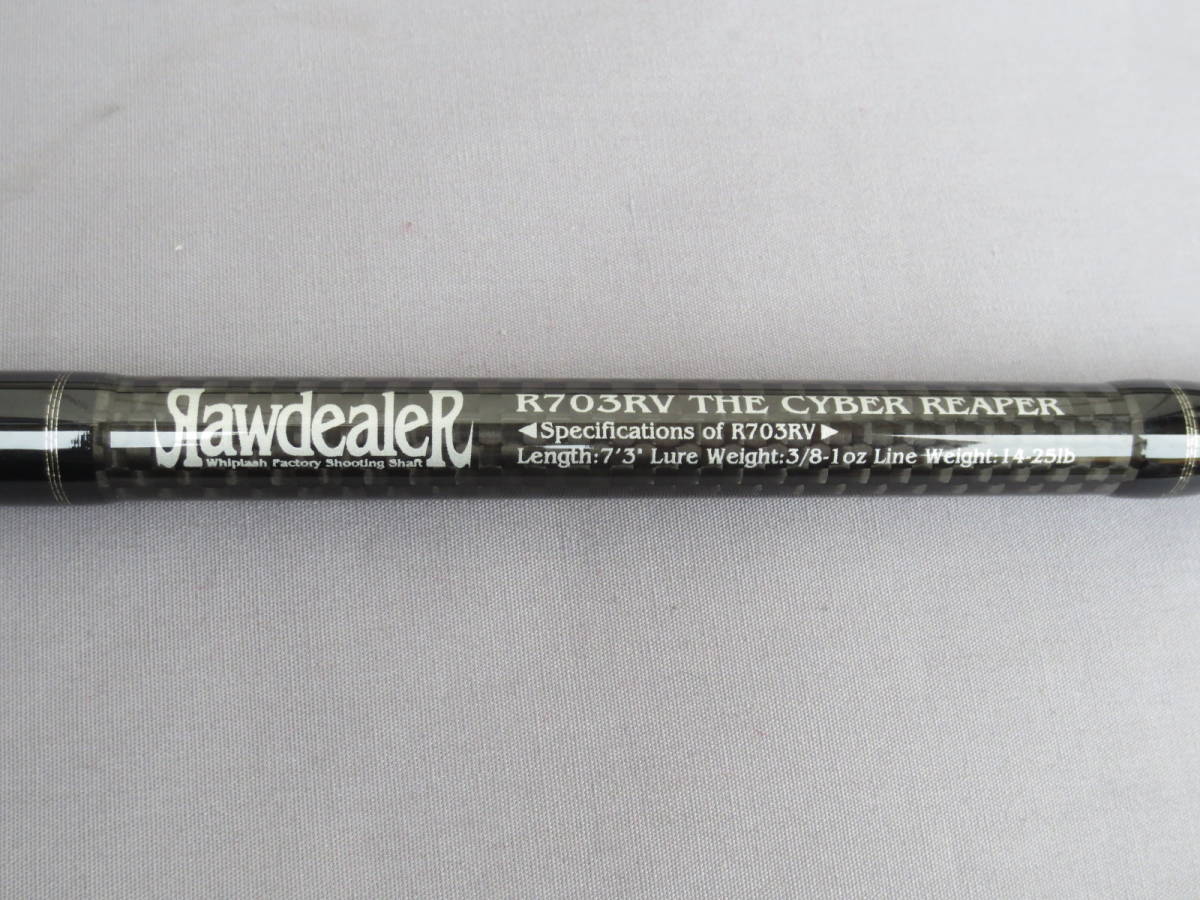 RawdealeR
Whiplash Factory Shooting Shaft
R703RV THE CYBER REAPER
◀Specifications of R703RV▶
Length:7'3" Lure Weight:3/8-1oz Line Weight:14-25lb